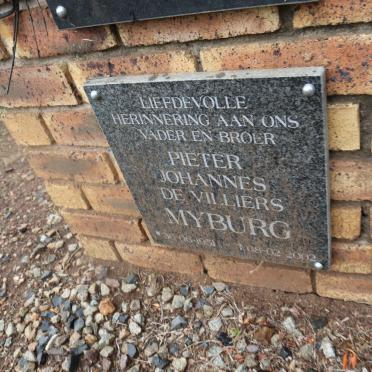 LIEFDEVOLLE
HERINNERING AAN ONS
VADER EN BROER
PIETER
JOHANNES
DE VILLIERS
MYBURG